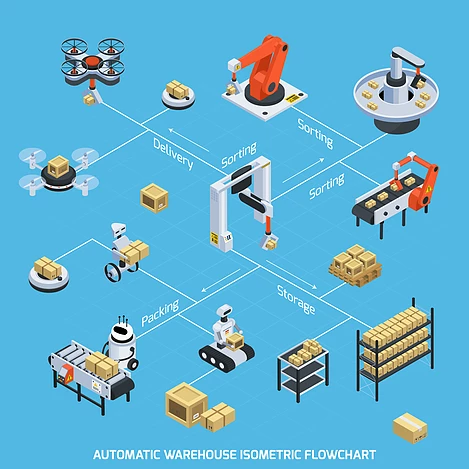 Delivery
Sorting
Sorting
Sorting
Packing
Storage
AUTOMATIC WAREHOUSE ISOMETRIC FLOWCHART